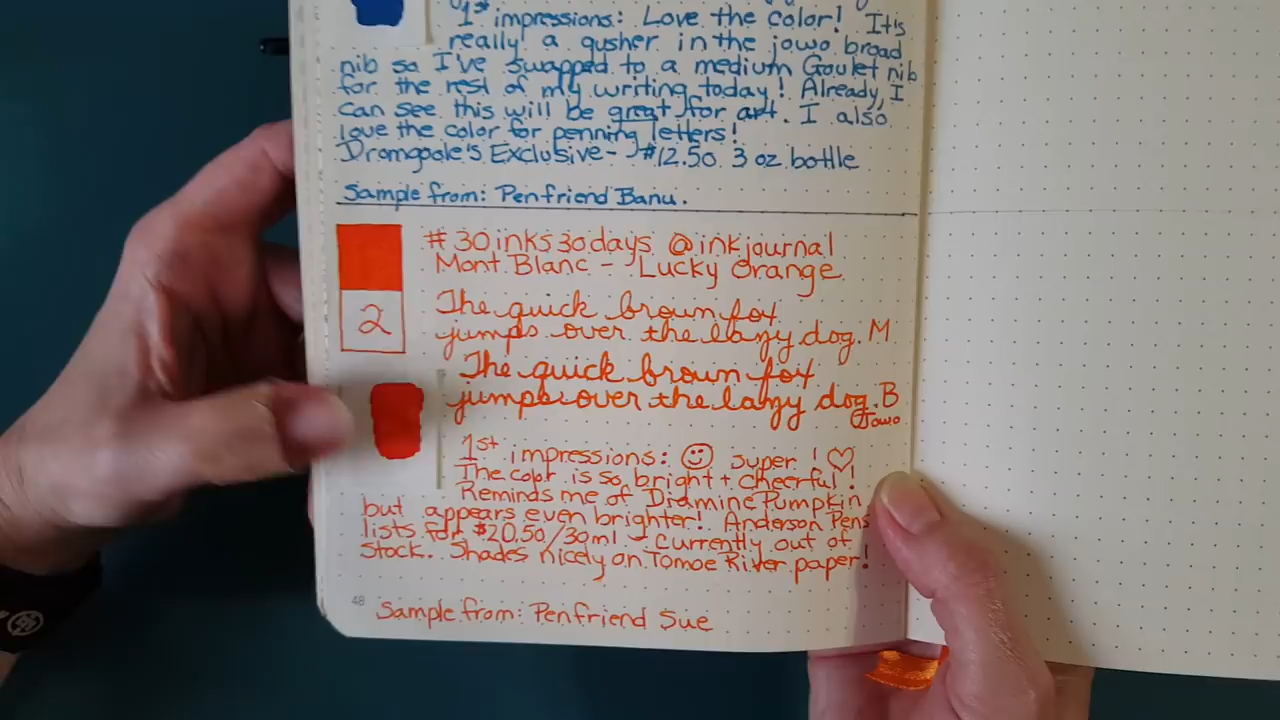 1st impressions: Love the color! It's
really a gusher in the jowo broad
nib so I've swapped to a medium Goulet nib
for the rest of my writing today! Already, I
can see this will be great for art. I also
love the color for penning letters!
Dromgoole's Exclusive - $12.50 3 oz bottle
Sample from: Penfriend Banu.
#30inks30days @inkjournal
Mont Blanc - Lucky Orange
2
The quick brown fox
jumps over the lazy dog. M
The quick brown fox
jumps over the lazy dog. B
Jowo
1st impressions: ☺ super! ♡
The color is so bright + cheerful!
Reminds me of Diamine Pumpkin
but appears even brighter! Anderson Pens
lists for $20.50/30ml - currently out of
stock. Shades nicely on Tomoe River paper!
48
Sample from: Penfriend Sue